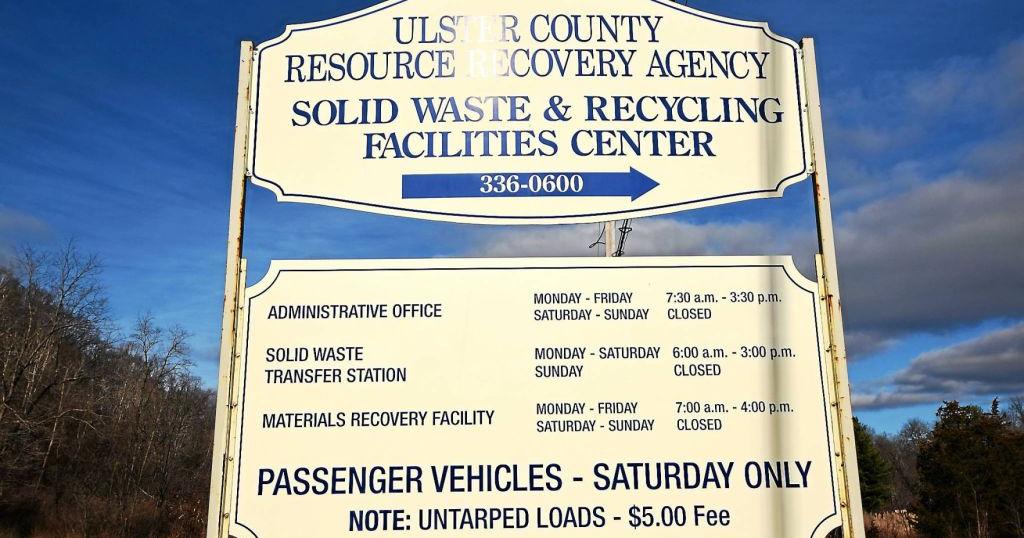 ULSTER COUNTY
RESOURCE RECOVERY AGENCY
SOLID WASTE & RECYCLING
FACILITIES CENTER
336-0600
ADMINISTRATIVE OFFICE
MONDAY - FRIDAY 7:30 a.m. - 3:30 p.m.
SATURDAY - SUNDAY CLOSED
SOLID WASTE
TRANSFER STATION
MONDAY - SATURDAY 6:00 a.m. - 3:00 p.m.
SUNDAY CLOSED
MATERIALS RECOVERY FACILITY
MONDAY - FRIDAY 7:00 a.m. - 4:00 p.m.
SATURDAY - SUNDAY CLOSED
PASSENGER VEHICLES - SATURDAY ONLY
NOTE: UNTARPED LOADS - $5.00 Fee